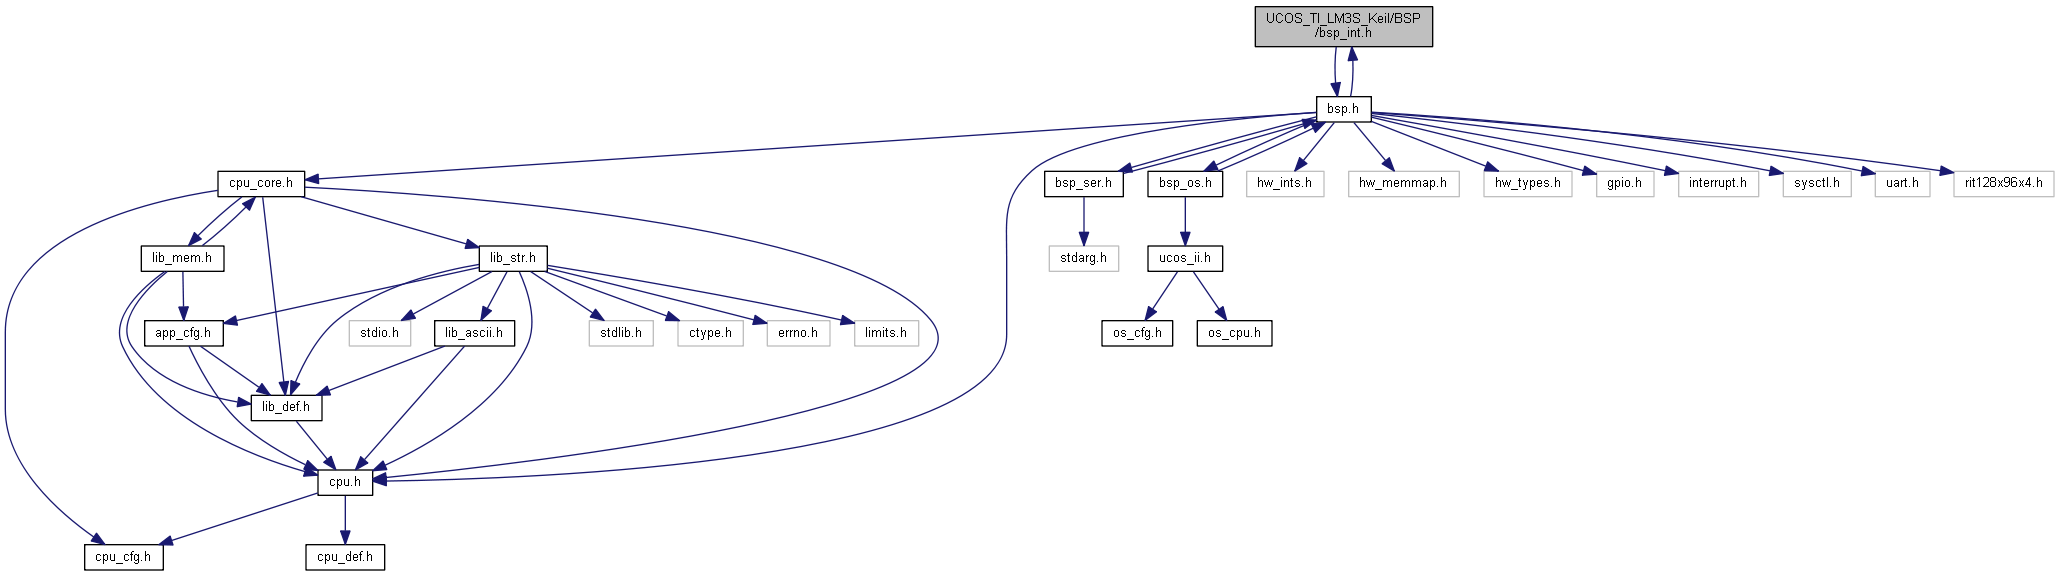 UCOS_TI_LM3S_Keil/BSP
/bsp_int.h
bsp.h
cpu_core.h
bsp_ser.h
bsp_os.h
hw_ints.h
hw_memmap.h
hw_types.h
gpio.h
interrupt.h
sysctl.h
uart.h
rit128x96x4.h
lib_mem.h
lib_str.h
stdarg.h
ucos_ii.h
app_cfg.h
stdio.h
lib_ascii.h
stdlib.h
ctype.h
errno.h
limits.h
os_cfg.h
os_cpu.h
lib_def.h
cpu.h
cpu_cfg.h
cpu_def.h